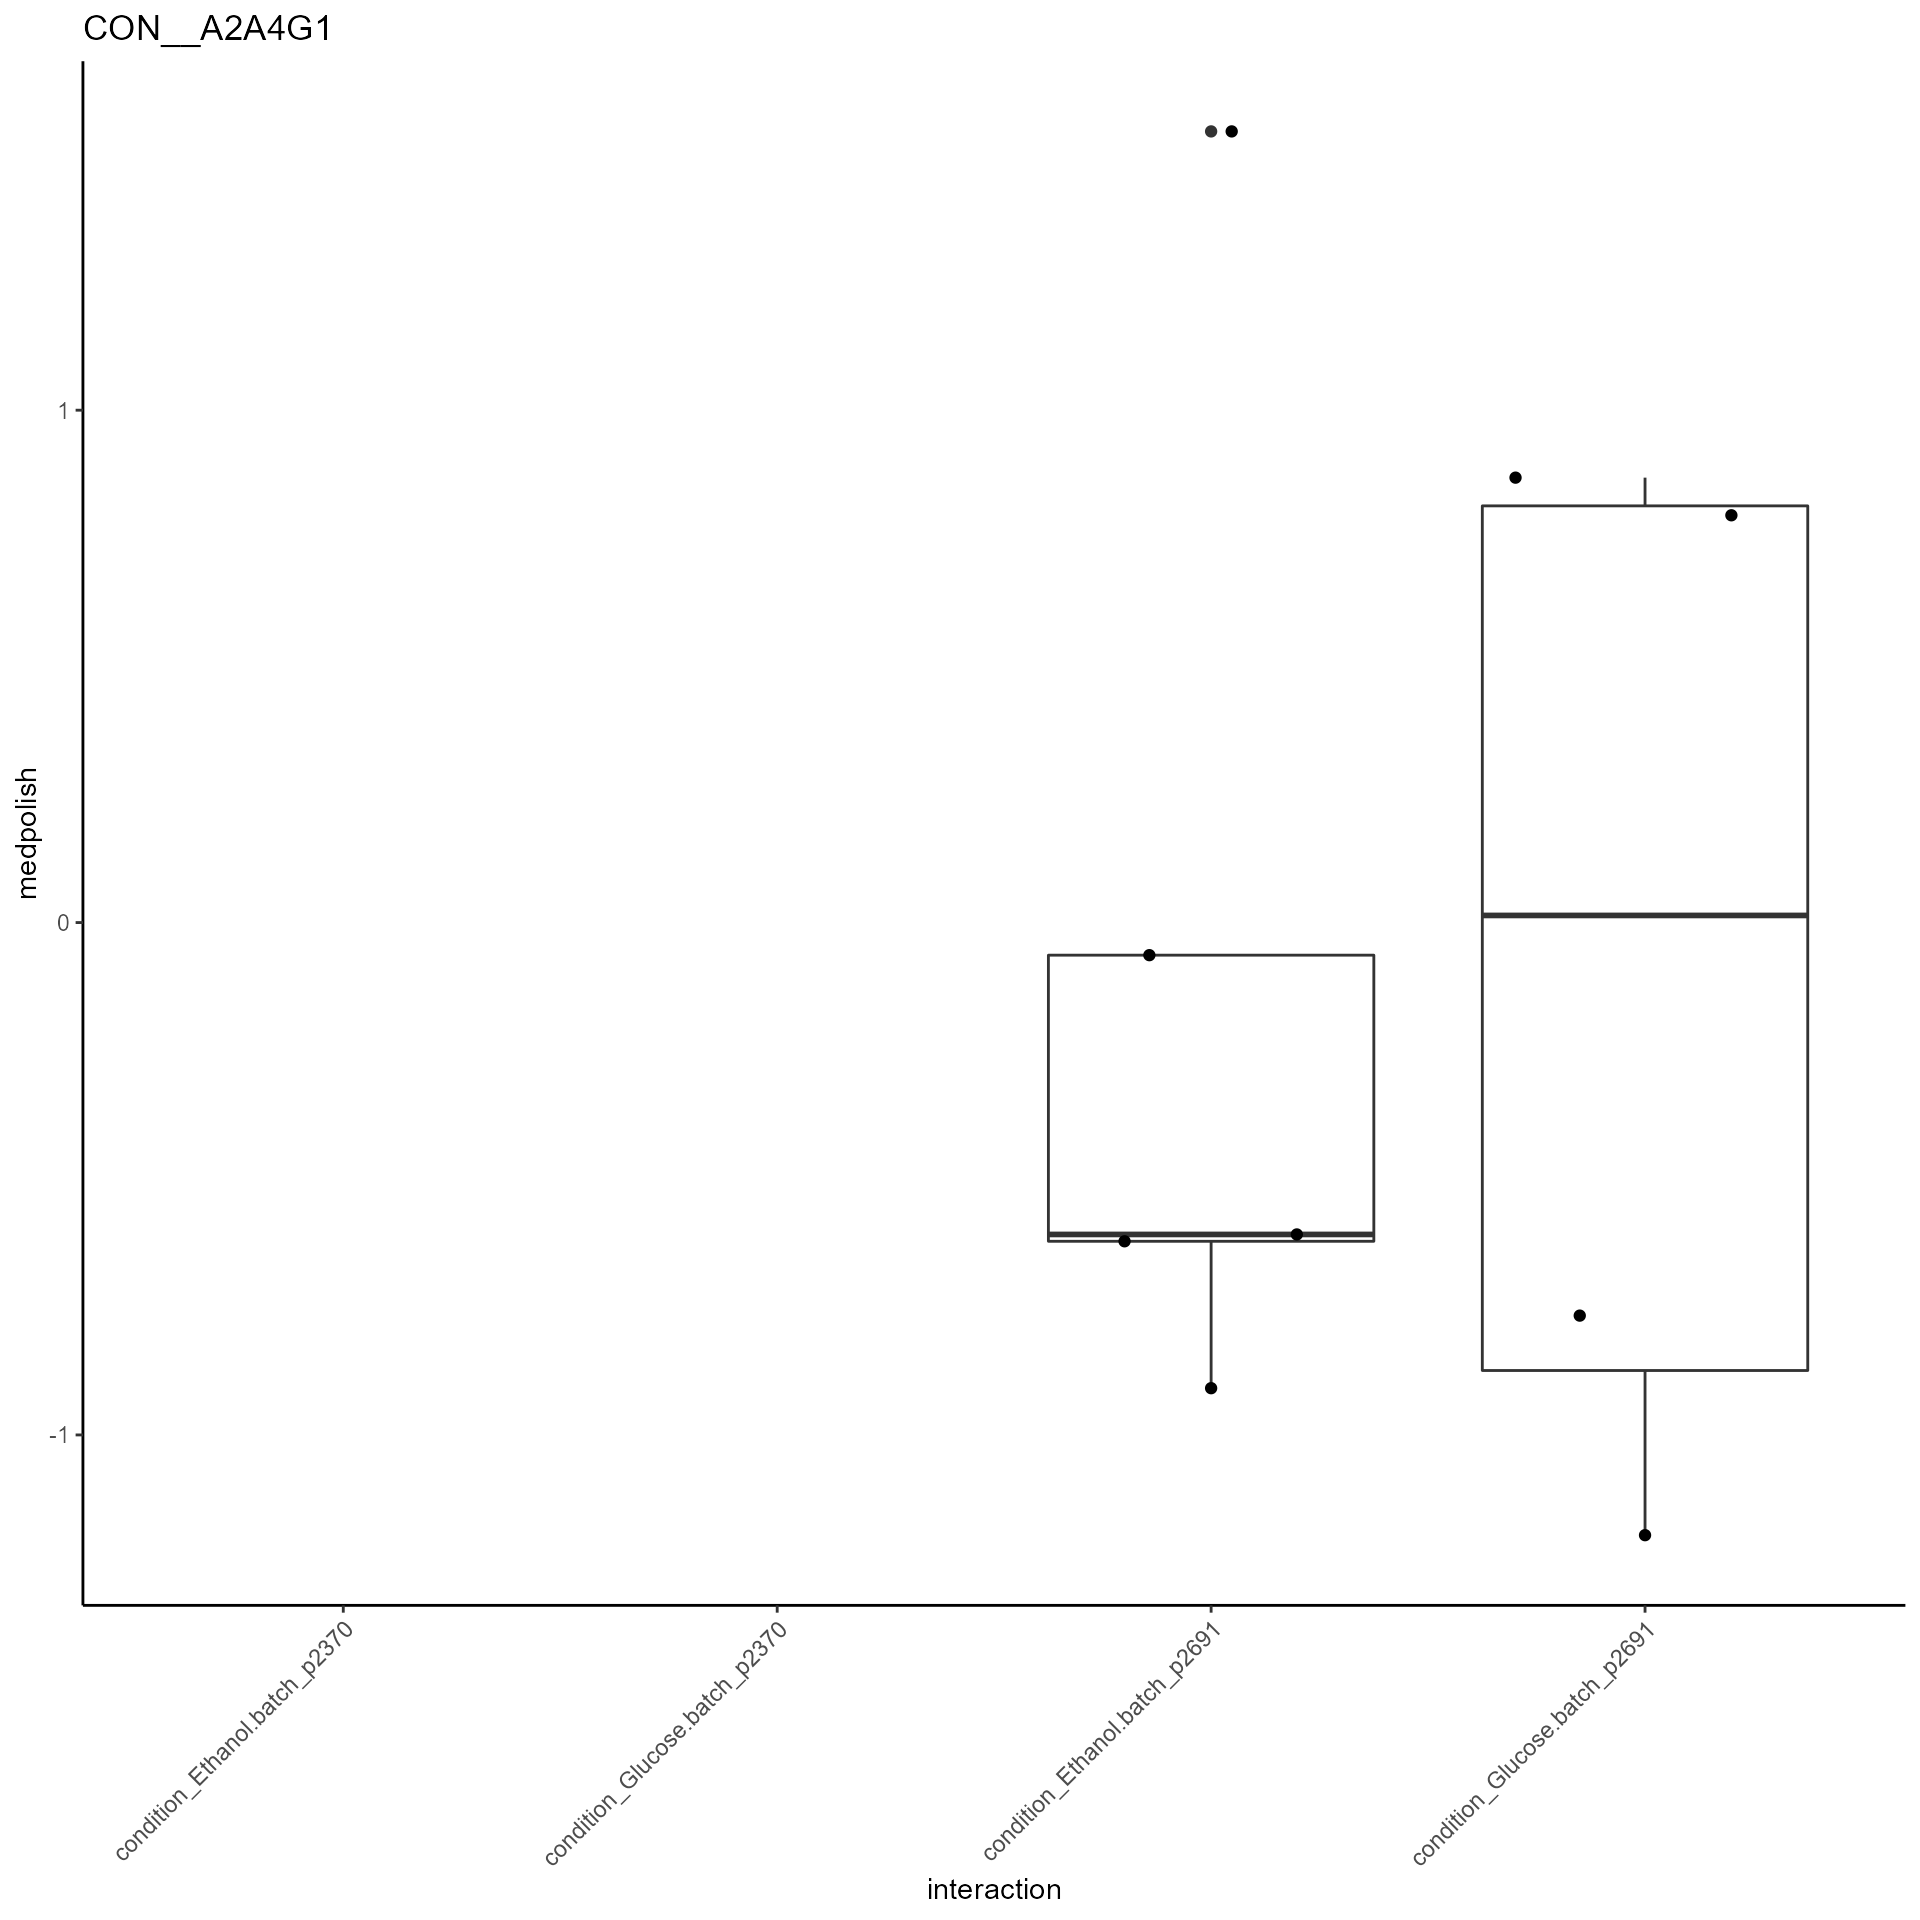 CON__A2A4G1
medpolish
1
0
-1
condition_Ethanol.batch_p2370
condition_Glucose.batch_p2370
condition_Ethanol.batch_p2691
condition_Glucose.batch_p2691
interaction